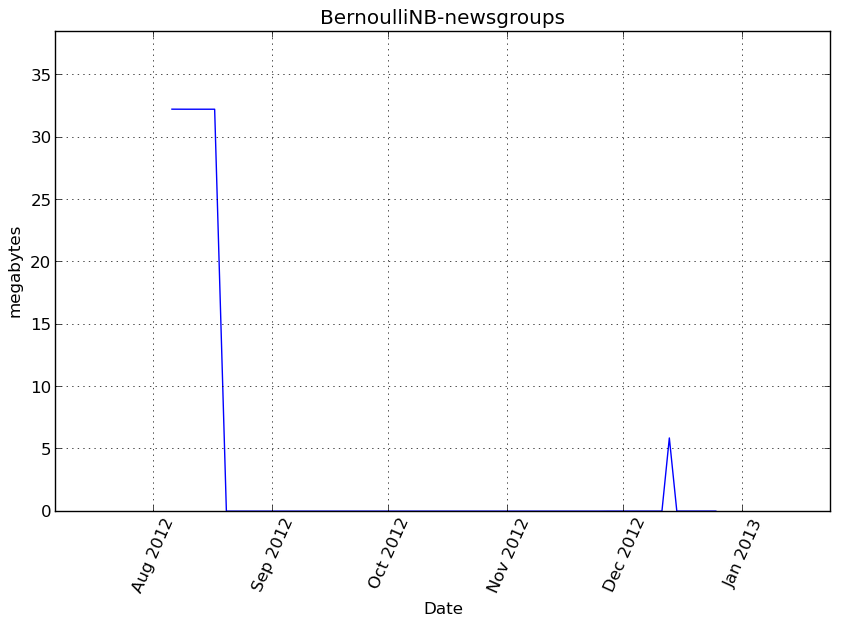 BernoulliNB-newsgroups
megabytes
35
30
25
20
15
10
5
0
Aug 2012
Sep 2012
Oct 2012
Nov 2012
Dec 2012
Jan 2013
Date